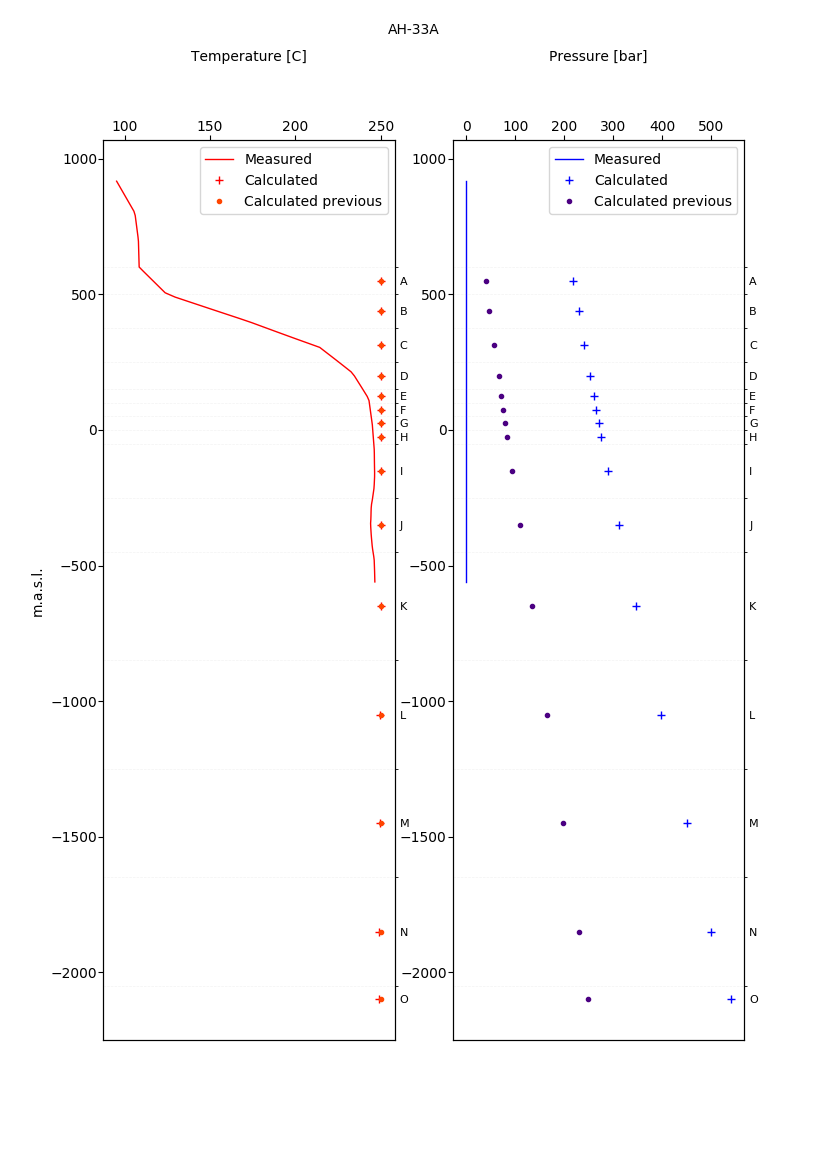 AH-33A
Temperature [C]
Pressure [bar]
100 150 200 250
0 100 200 300 400 500
1000
500
0
−500
−1000
−1500
−2000
m.a.s.l.
Measured
Calculated
Calculated previous
A
B
C
D
E
F
G
H
I
J
K
L
M
N
O
1000
500
0
−500
−1000
−1500
−2000
Measured
Calculated
Calculated previous
A
B
C
D
E
F
G
H
I
J
K
L
M
N
O